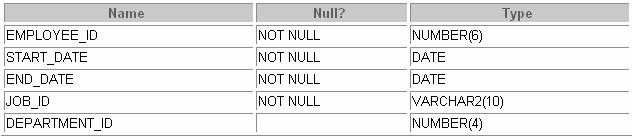 Name Null? Type
EMPLOYEE_ID NOT NULL NUMBER(6)
START_DATE NOT NULL DATE
END_DATE NOT NULL DATE
JOB_ID NOT NULL VARCHAR2(10)
DEPARTMENT_ID NUMBER(4)